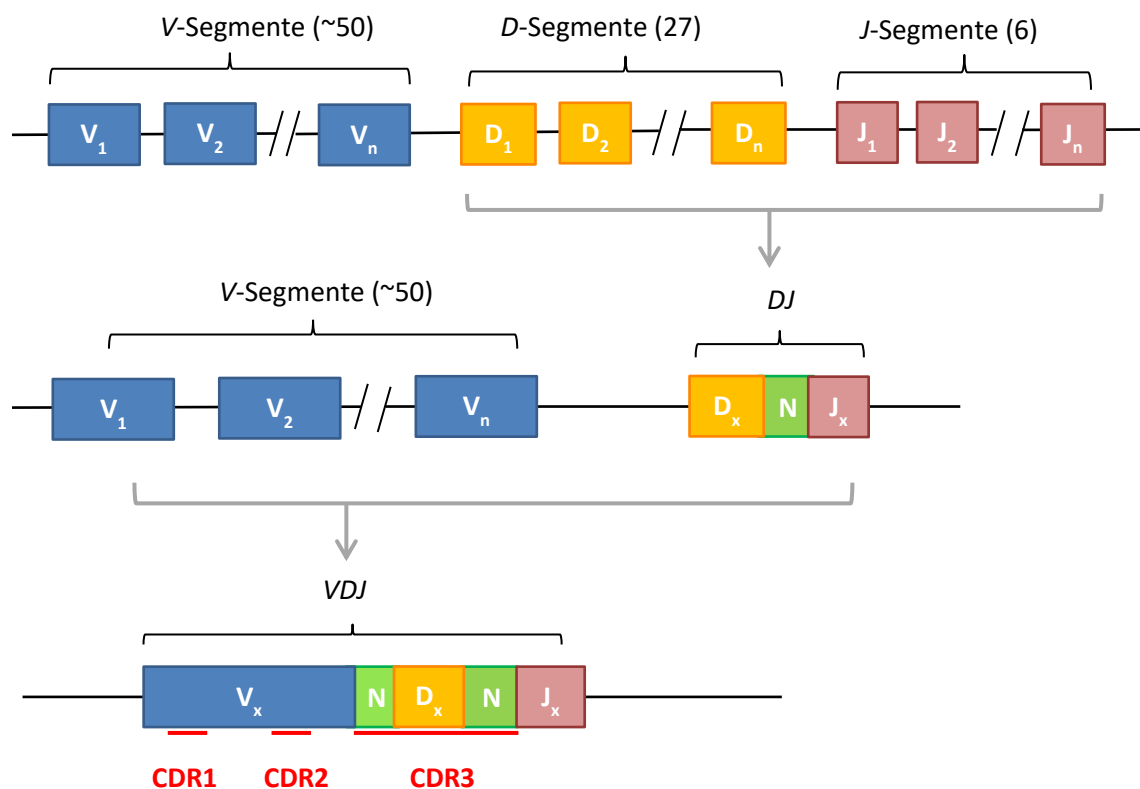 V-Segmente (~50) D-Segmente (27) J-Segmente (6)
V1 V2 Vn D1 D2 Dn J1 J2 Jn
V-Segmente (~50) DJ
V1 V2 Vn Dx N Jx
VDJ
Vx N Dx N Jx
CDR1 CDR2 CDR3